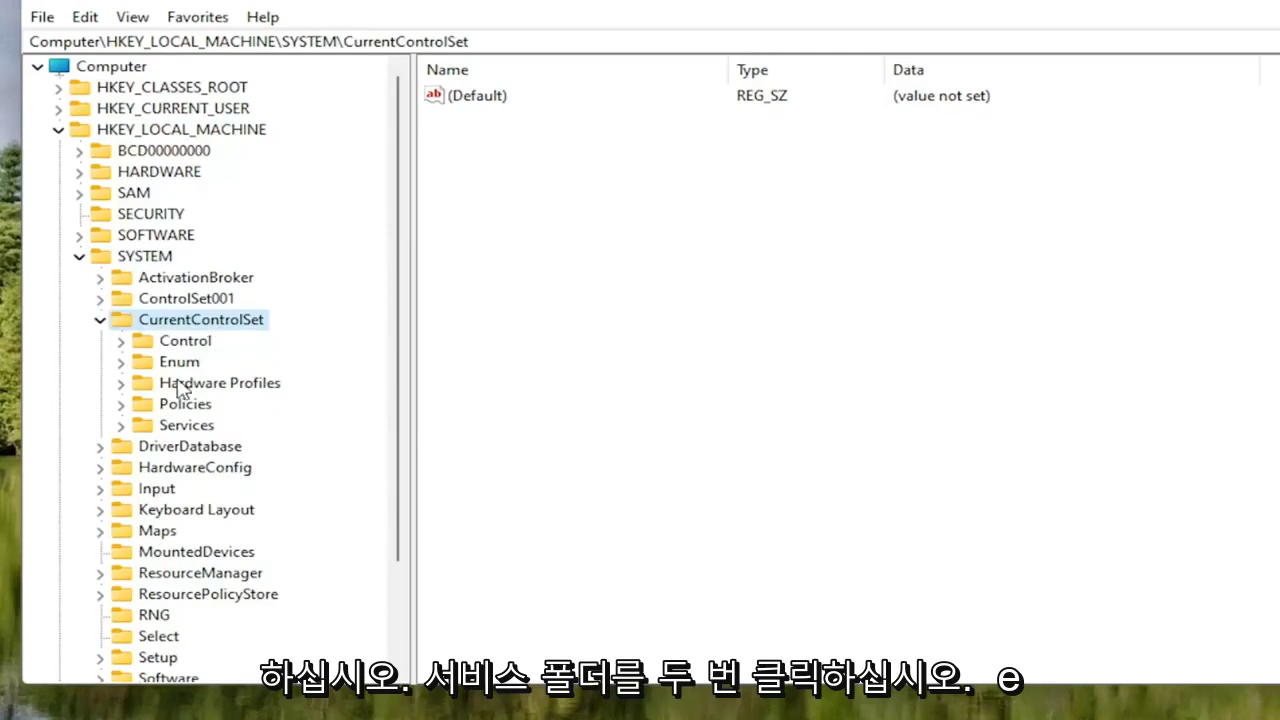 File Edit View Favorites Help
Computer\HKEY_LOCAL_MACHINE\SYSTEM\CurrentControlSet
Name Type Data
(Default) REG_SZ (value not set)
Computer
HKEY_CLASSES_ROOT
HKEY_CURRENT_USER
HKEY_LOCAL_MACHINE
BCD00000000
HARDWARE
SAM
SECURITY
SOFTWARE
SYSTEM
ActivationBroker
ControlSet001
CurrentControlSet
Control
Enum
Hardware Profiles
Policies
Services
DriverDatabase
HardwareConfig
Input
Keyboard Layout
Maps
MountedDevices
ResourceManager
ResourcePolicyStore
RNG
Select
Setup
Software
하십시오. 서비스 폴더를 두 번 클릭하십시오. e